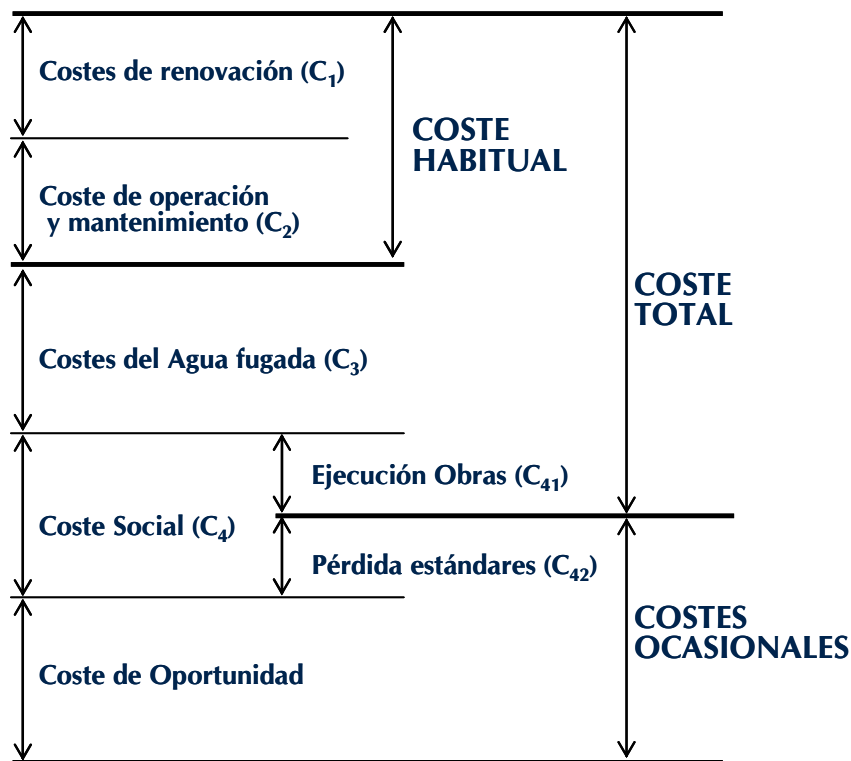 Costes de renovación (C1)
COSTE
HABITUAL
Coste de operación
y mantenimiento (C2)
COSTE
TOTAL
Costes del Agua fugada (C3)
Ejecución Obras (C41)
Coste Social (C4)
Pérdida estándares (C42)
COSTES
OCASIONALES
Coste de Oportunidad